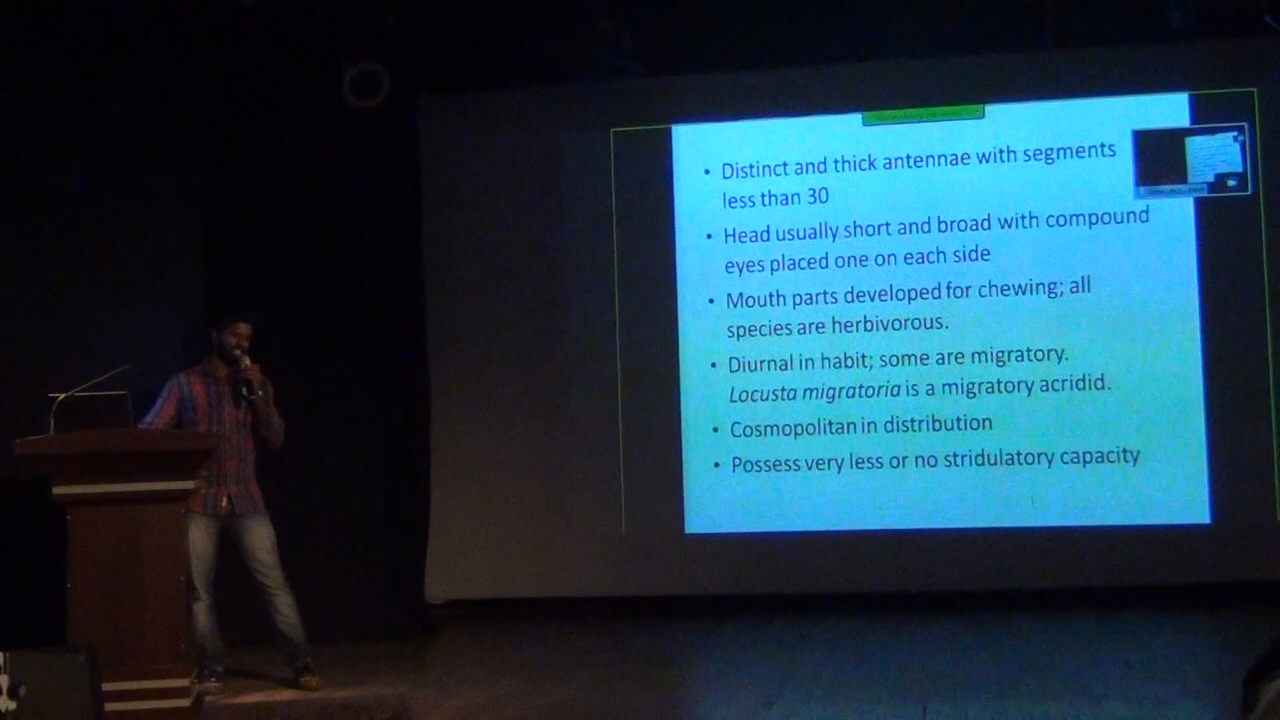 • Distinct and thick antennae with segments
less than 30
• Head usually short and broad with compound
eyes placed one on each side
• Mouth parts developed for chewing; all
species are herbivorous.
• Diurnal in habit; some are migratory.
Locusta migratoria is a migratory acridid.
• Cosmopolitan in distribution
• Possess very less or no stridulatory capacity